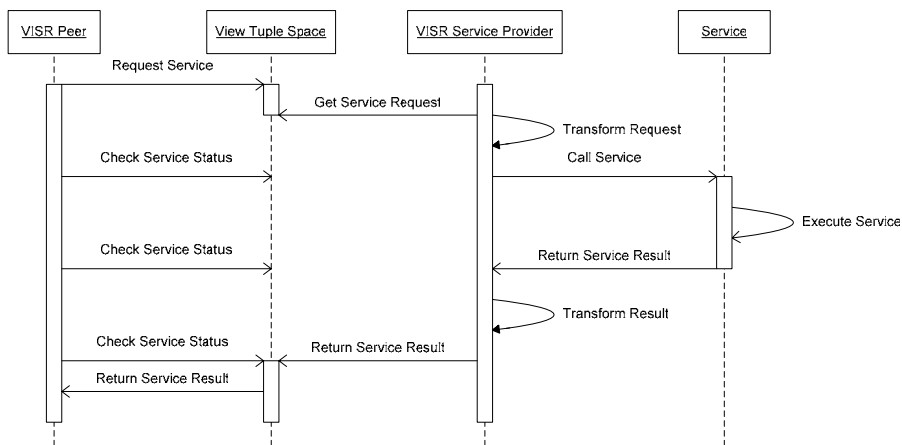 VISR Peer
View Tuple Space
VISR Service Provider
Service
Request Service
Get Service Request
Transform Request
Check Service Status
Call Service
Execute Service
Check Service Status
Return Service Result
Transform Result
Check Service Status
Return Service Result
Return Service Result